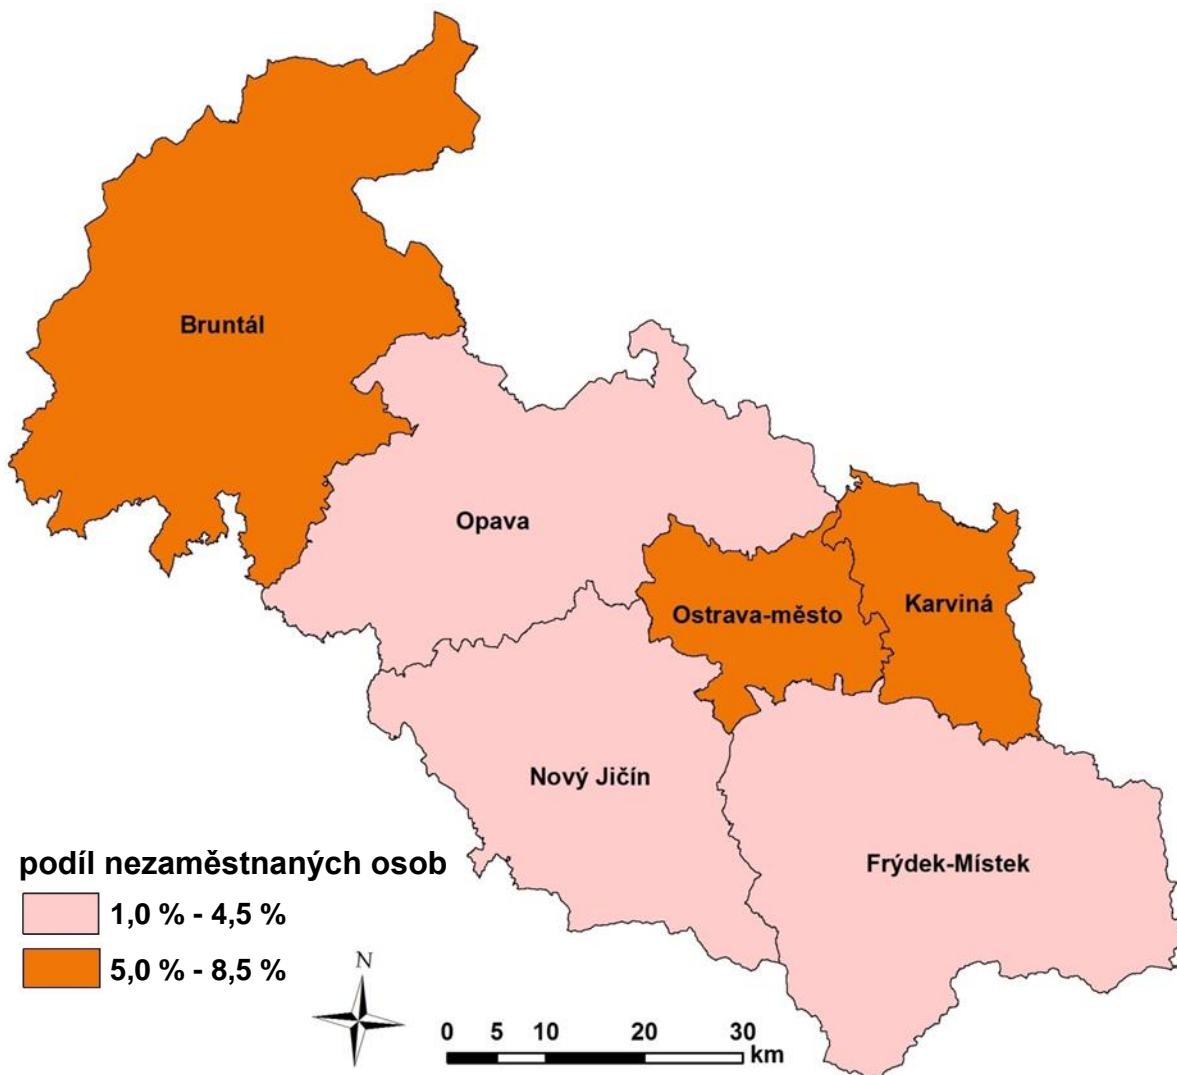 Bruntál
Opava
Ostrava-město
Karviná
Nový Jičín
Frýdek-Místek
podíl nezaměstnaných osob
1,0 % - 4,5 %
5,0 % - 8,5 %
N
0 5 10 20 30
km